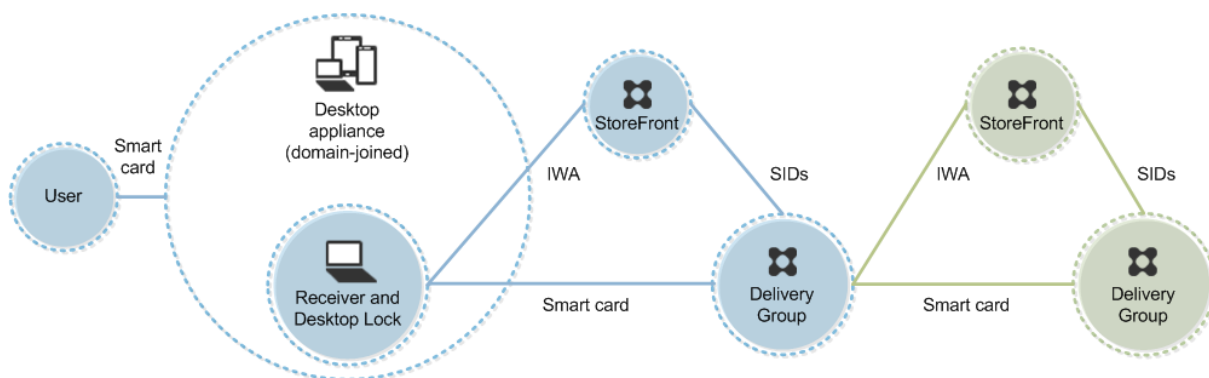 User
Smart
card
Desktop
appliance
(domain-joined)
Receiver and
Desktop Lock
IWA
StoreFront
SIDs
Smart card
Delivery
Group
IWA
StoreFront
SIDs
Smart card
Delivery
Group